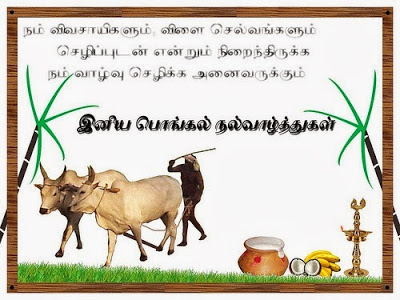 நம் விவசாயிகளும், விளை செல்வங்களும்
செழிப்புடன் என்றும் நிறைந்திருக்க
நம் வாழ்வு செழிக்க அனைவருக்கும்
இனிய பொங்கல் நல்வாழ்த்துகள்